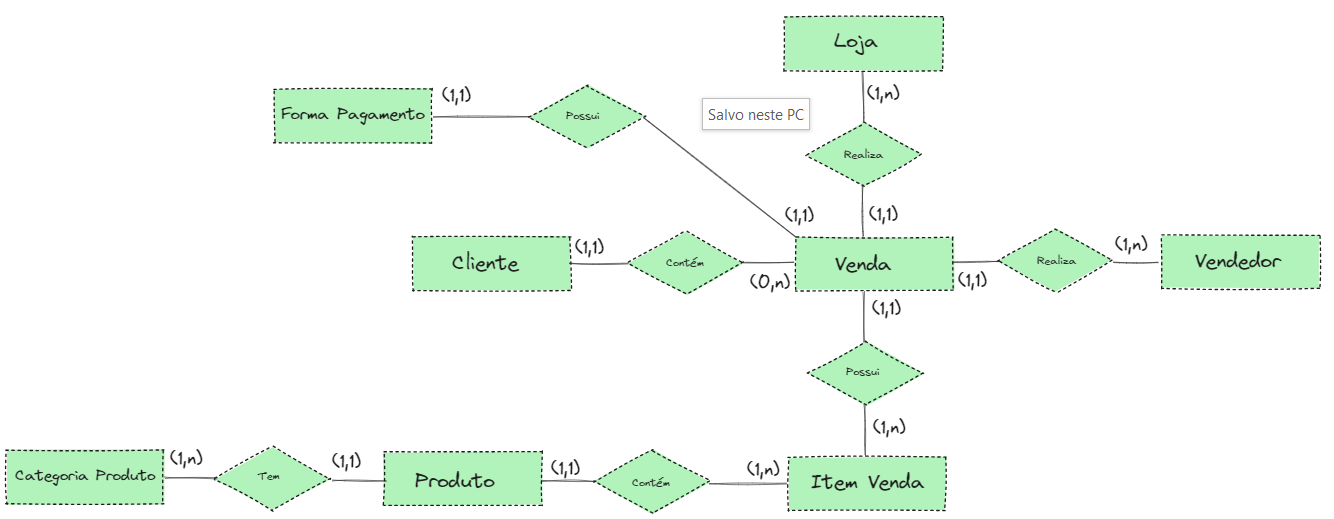 Loja
(1,n)
Forma Pagamento
(1,1)
Possui
Salvo neste PC
Realiza
(1,1)
(1,1)
Cliente
(1,1)
Contém
(0,n)
Venda
(1,1)
Realiza
(1,n)
Vendedor
(1,1)
Possui
(1,n)
Categoria Produto
(1,n)
Tem
(1,1)
Produto
(1,1)
Contém
(1,n)
Item Venda